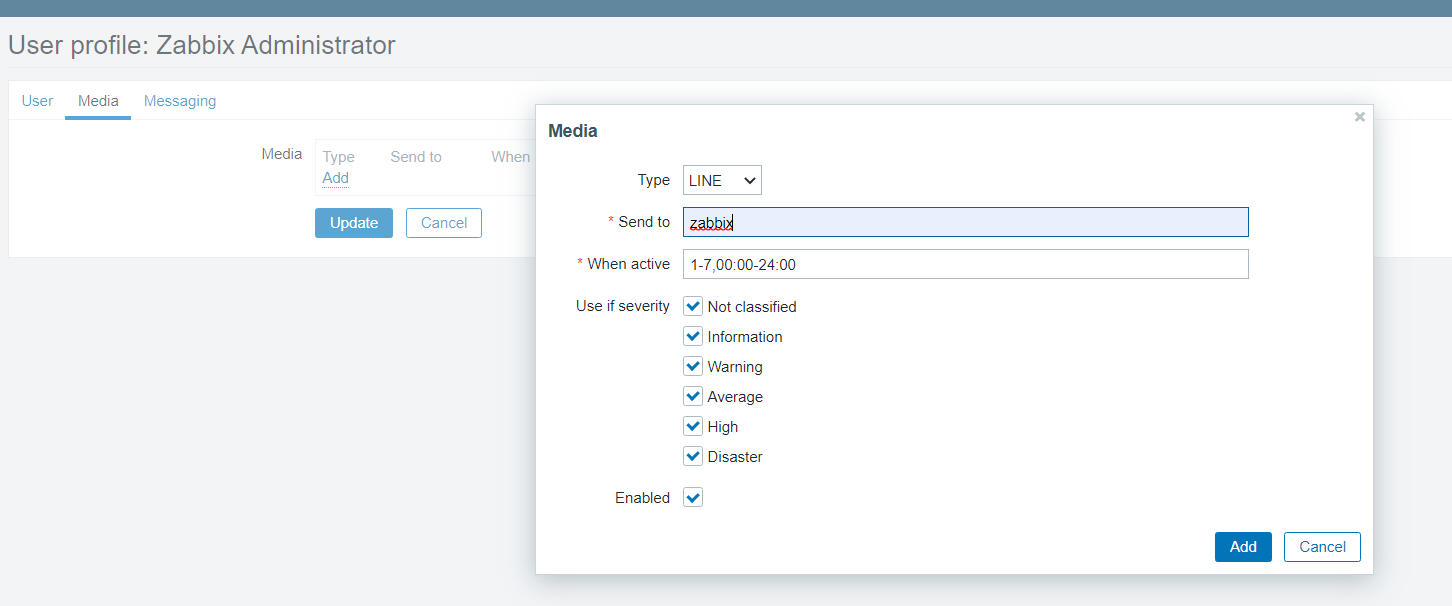 User profile: Zabbix Administrator
User Media Messaging
Media Type Send to When
Add
Update Cancel
Media
Type LINE
* Send to zabbix
* When active 1-7,00:00-24:00
Use if severity Not classified
Information
Warning
Average
High
Disaster
Enabled
Add Cancel